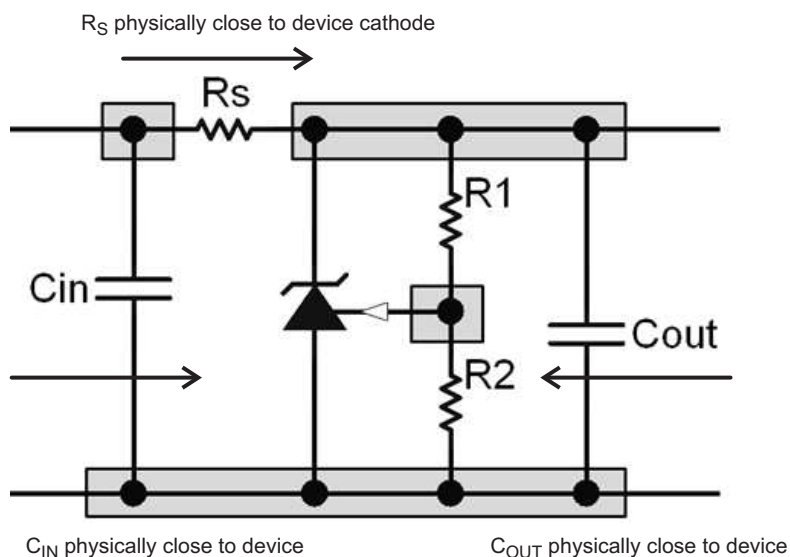 RS physically close to device cathode
Rs
R1
Cin
Cout
R2
CIN physically close to device
COUT physically close to device